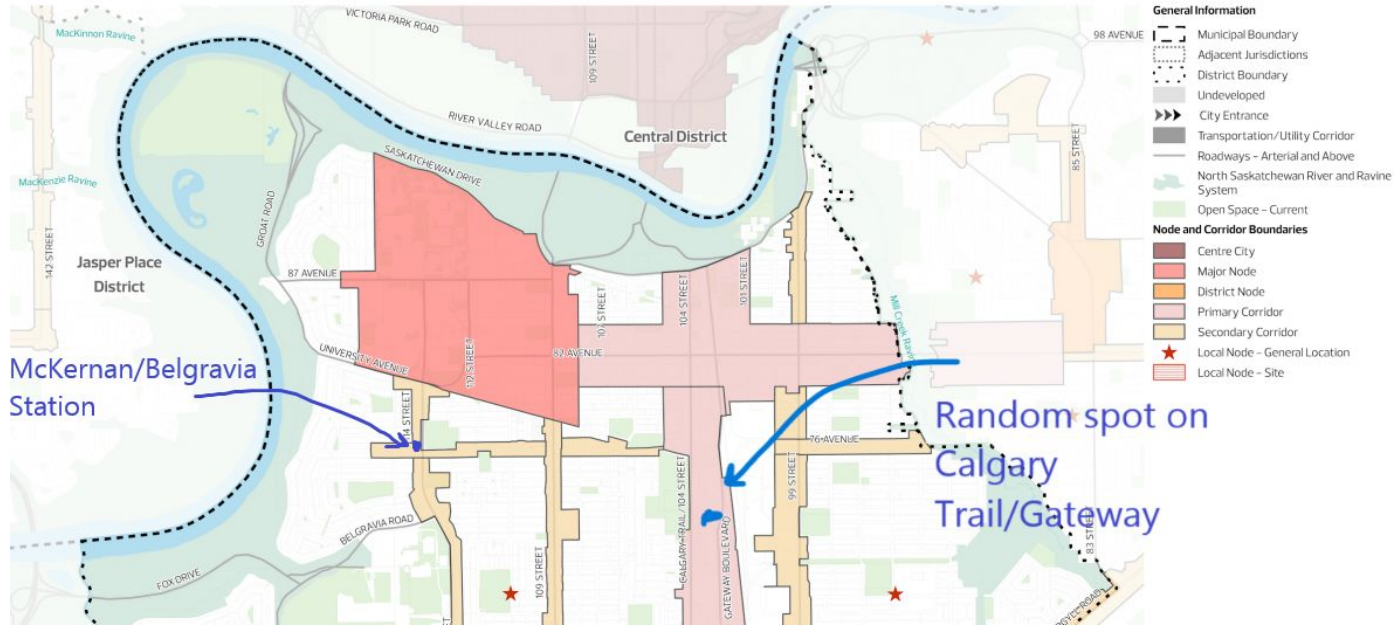 VICTORIA PARK ROAD
MacKinnon Ravine
109 STREET
98 AVENUE
RIVER VALLEY ROAD
Central District
SASKATCHEWAN DRIVE
85 STREET
MacKenzie Ravine
GROAT ROAD
142 STREET
Jasper Place
District
87 AVENUE
107 STREET
104 STREET
101 STREET
Mill Creek Ravine
UNIVERSITY AVENUE
112 STREET
82 AVENUE
McKernan/Belgravia
Station
114 STREET
76 AVENUE
Random spot on
Calgary
Trail/Gateway
99 STREET
CALGARY TRAIL/104 STREET
GATEWAY BOULEVARD
BELGRAVIA ROAD
FOX DRIVE
109 STREET
83 STREET
ARGYLL ROAD
General Information
Municipal Boundary
Adjacent Jurisdictions
District Boundary
Undeveloped
City Entrance
Transportation/Utility Corridor
Roadways - Arterial and Above
North Saskatchewan River and Ravine
System
Open Space - Current
Node and Corridor Boundaries
Centre City
Major Node
District Node
Primary Corridor
Secondary Corridor
Local Node - General Location
Local Node - Site